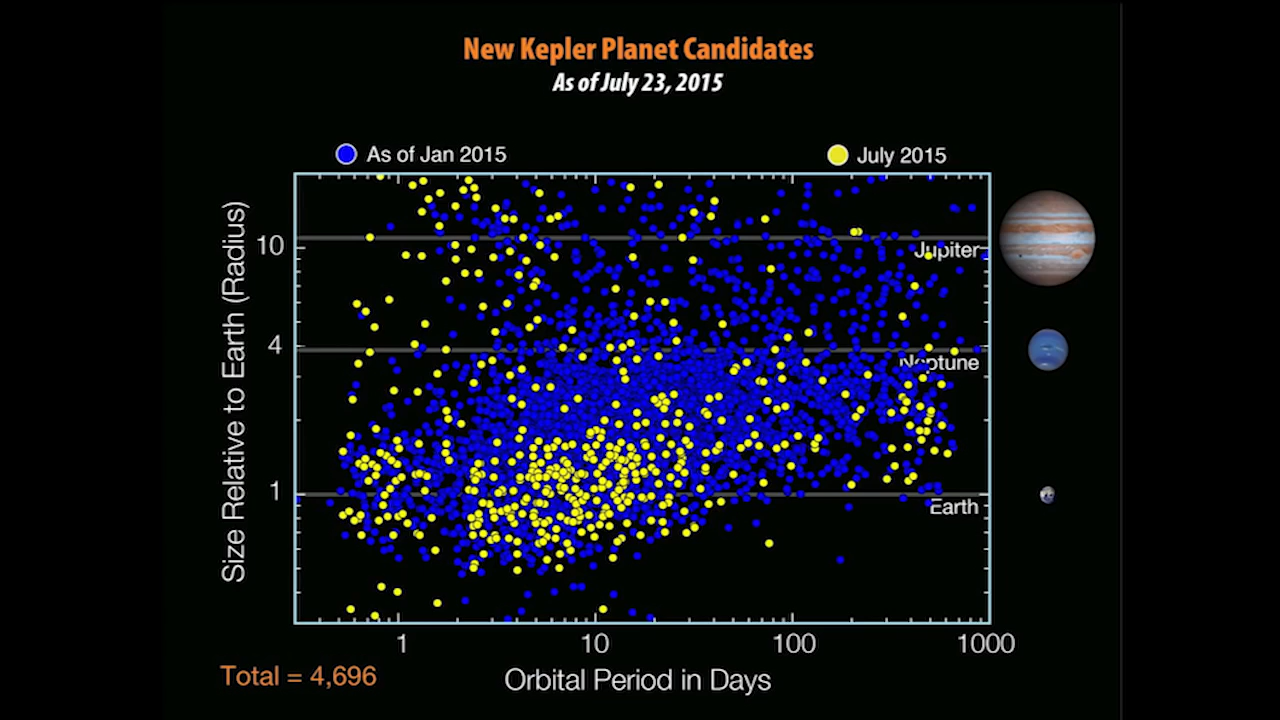 New Kepler Planet Candidates
As of July 23, 2015
As of Jan 2015
July 2015
Size Relative to Earth (Radius)
10
4
1
Jupiter
Neptune
Earth
1
10
100
1000
Total = 4,696
Orbital Period in Days